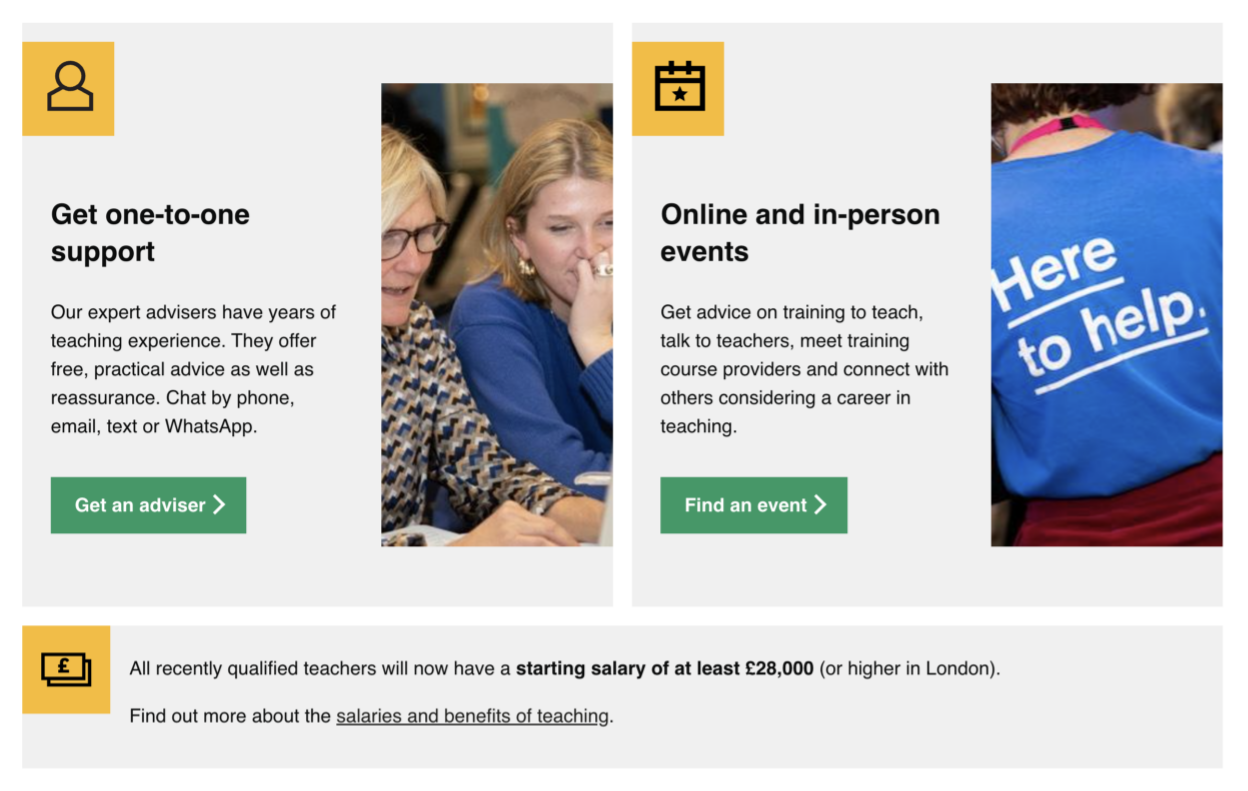 Get one-to-one
support
Our expert advisers have years of
teaching experience. They offer
free, practical advice as well as
reassurance. Chat by phone,
email, text or WhatsApp.
Get an adviser
Online and in-person
events
Get advice on training to teach,
talk to teachers, meet training
course providers and connect with
others considering a career in
teaching.
Find an event
Here
to help.
£
All recently qualified teachers will now have a starting salary of at least £28,000 (or higher in London).
Find out more about the salaries and benefits of teaching.